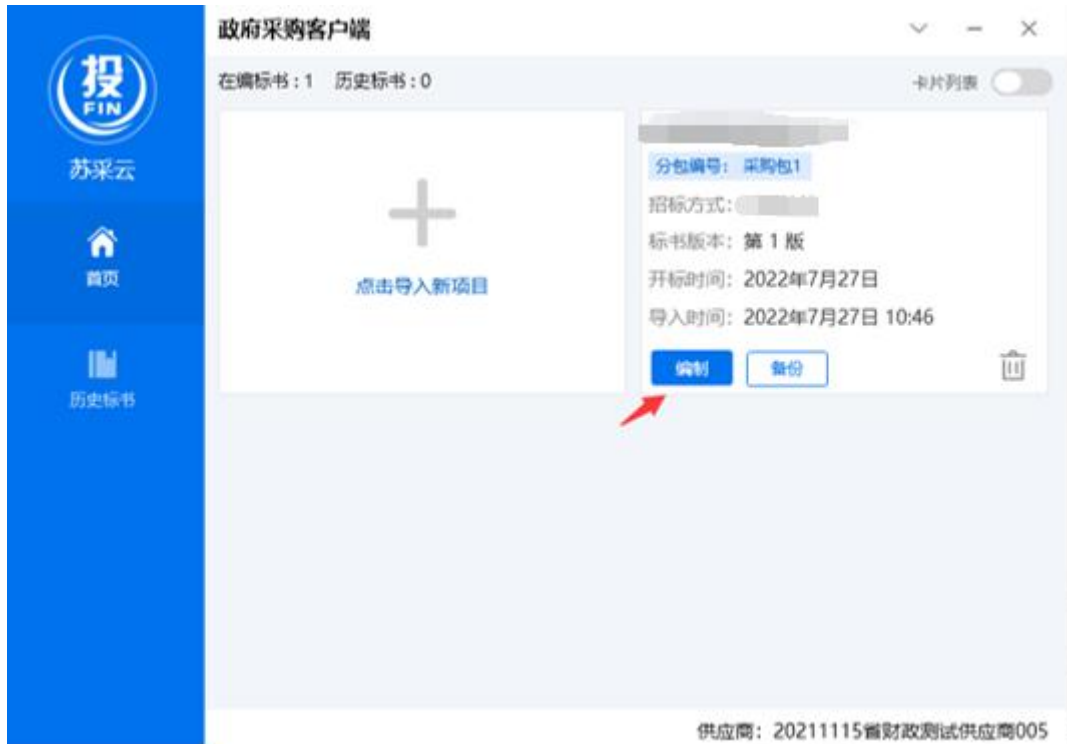 政府采购客户端
投
FIN
苏采云
首页
历史标书
在编标书：1 历史标书：0
卡片列表
点击导入新项目
分包编号： 采购包1
招标方式：
标书版本：第 1 版
开标时间：2022年7月27日
导入时间：2022年7月27日 10:46
编制
备份
供应商：20211115省财政测试供应商005